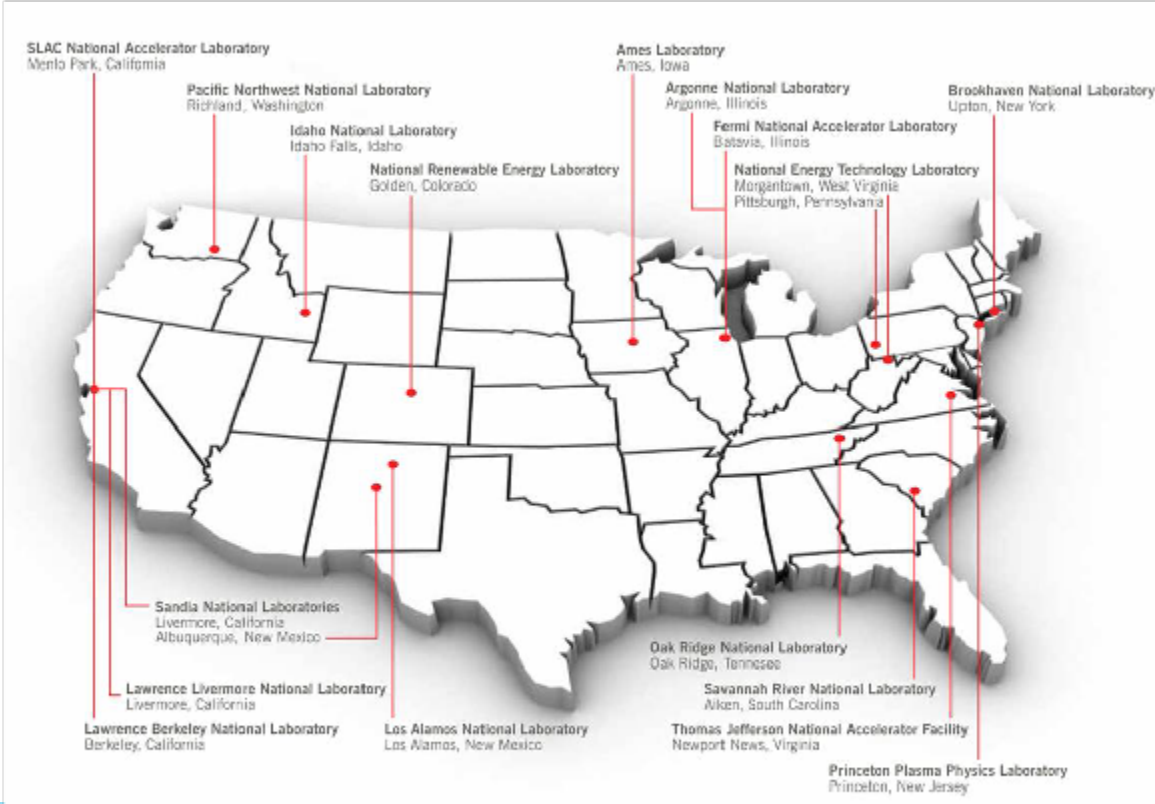 SLAC National Accelerator Laboratory
Menlo Park, California
Pacific Northwest National Laboratory
Richland, Washington
Idaho National Laboratory
Idaho Falls, Idaho
National Renewable Energy Laboratory
Golden, Colorado
Ames Laboratory
Ames, Iowa
Argonne National Laboratory
Argonne, Illinois
Fermi National Accelerator Laboratory
Batavia, Illinois
National Energy Technology Laboratory
Morgantown, West Virginia
Pittsburgh, Pennsylvania
Brookhaven National Laboratory
Upton, New York
Sandia National Laboratories
Livermore, California
Albuquerque, New Mexico
Lawrence Livermore National Laboratory
Livermore, California
Lawrence Berkeley National Laboratory
Berkeley, California
Los Alamos National Laboratory
Los Alamos, New Mexico
Oak Ridge National Laboratory
Oak Ridge, Tennesee
Savannah River National Laboratory
Aiken, South Carolina
Thomas Jefferson National Accelerator Facility
Newport News, Virginia
Princeton Plasma Physics Laboratory
Princeton, New Jersey